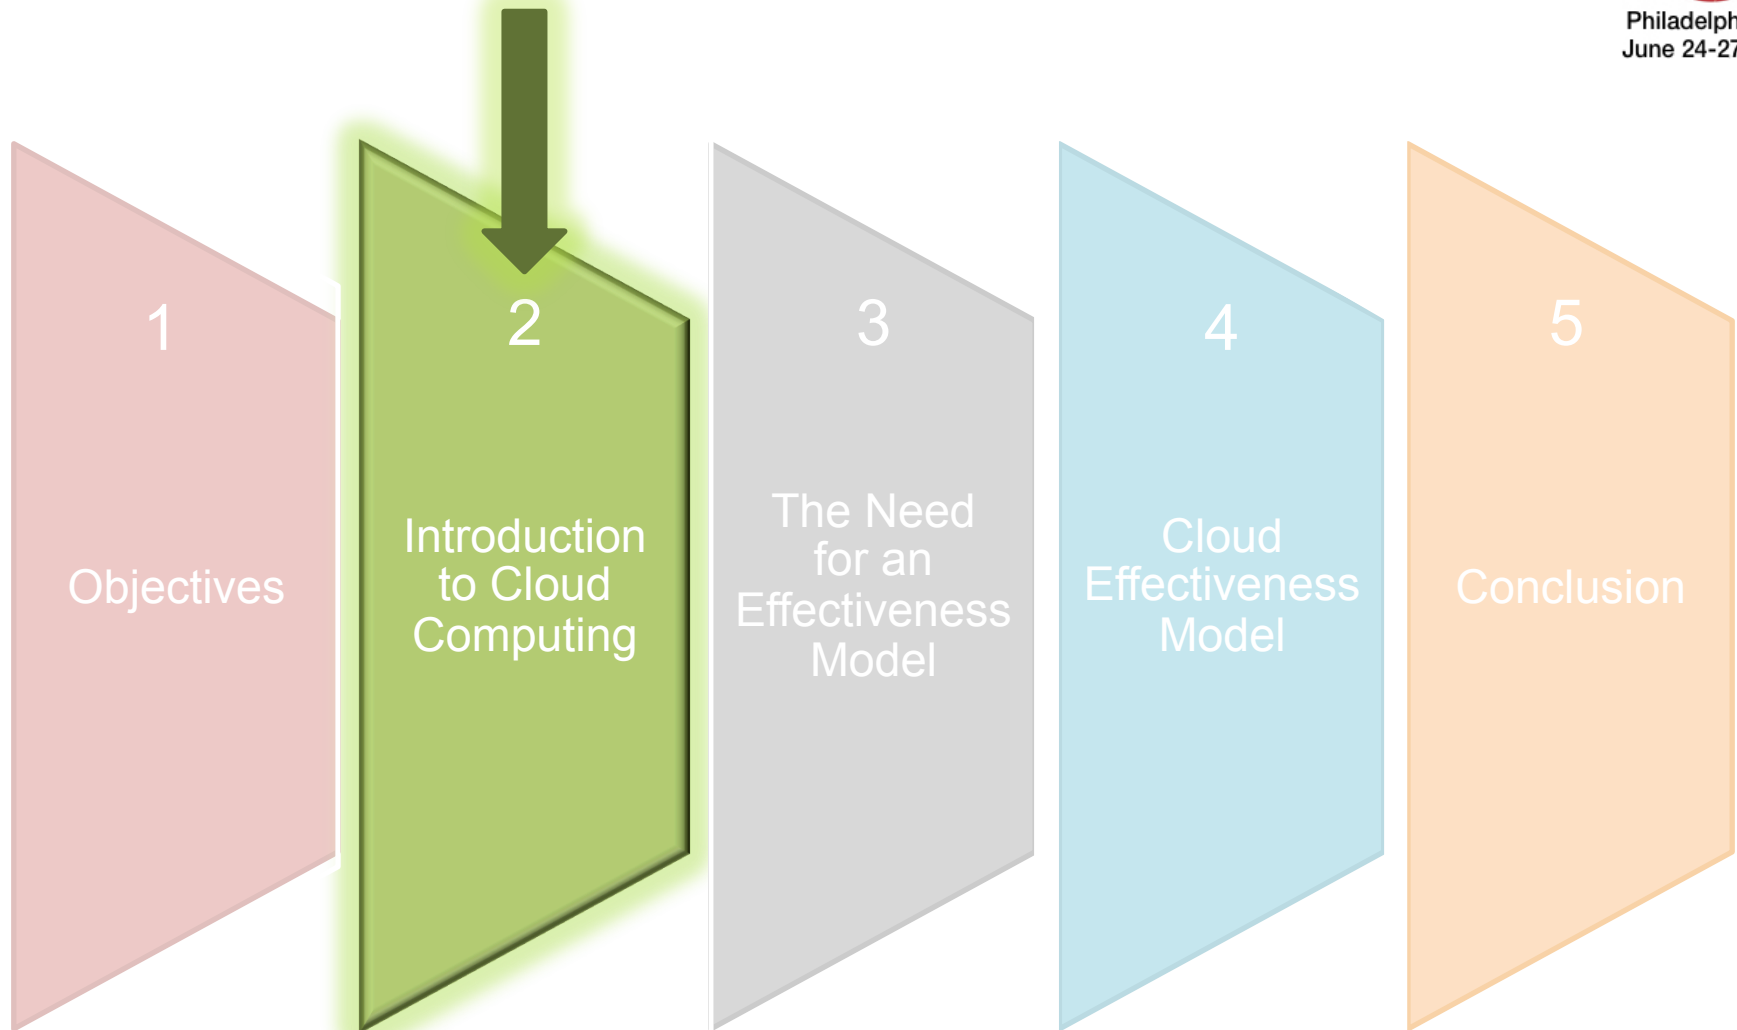 Philadelph
June 24-27
1
Objectives
2
Introduction
to Cloud
Computing
3
The Need
for an
Effectiveness
Model
4
Cloud
Effectiveness
Model
5
Conclusion